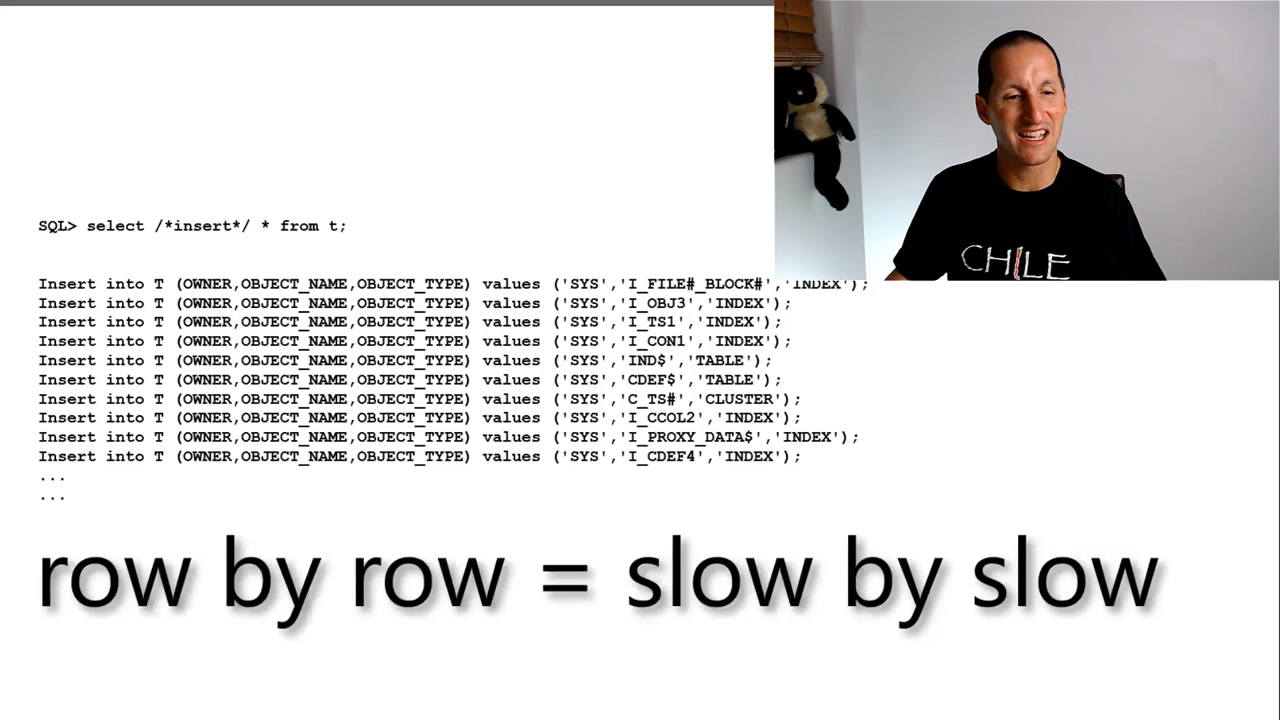 CHILE
SQL> select /*insert*/ * from t;
Insert into T (OWNER,OBJECT_NAME,OBJECT_TYPE) values ('SYS','I_FILE#_BLOCK#','INDEX');
Insert into T (OWNER,OBJECT_NAME,OBJECT_TYPE) values ('SYS','I_OBJ3','INDEX');
Insert into T (OWNER,OBJECT_NAME,OBJECT_TYPE) values ('SYS','I_TS1','INDEX');
Insert into T (OWNER,OBJECT_NAME,OBJECT_TYPE) values ('SYS','I_CON1','INDEX');
Insert into T (OWNER,OBJECT_NAME,OBJECT_TYPE) values ('SYS','IND$','TABLE');
Insert into T (OWNER,OBJECT_NAME,OBJECT_TYPE) values ('SYS','CDEF$','TABLE');
Insert into T (OWNER,OBJECT_NAME,OBJECT_TYPE) values ('SYS','C_TS#','CLUSTER');
Insert into T (OWNER,OBJECT_NAME,OBJECT_TYPE) values ('SYS','I_CCOL2','INDEX');
Insert into T (OWNER,OBJECT_NAME,OBJECT_TYPE) values ('SYS','I_PROXY_DATA$','INDEX');
Insert into T (OWNER,OBJECT_NAME,OBJECT_TYPE) values ('SYS','I_CDEF4','INDEX');
...
...
row by row = slow by slow